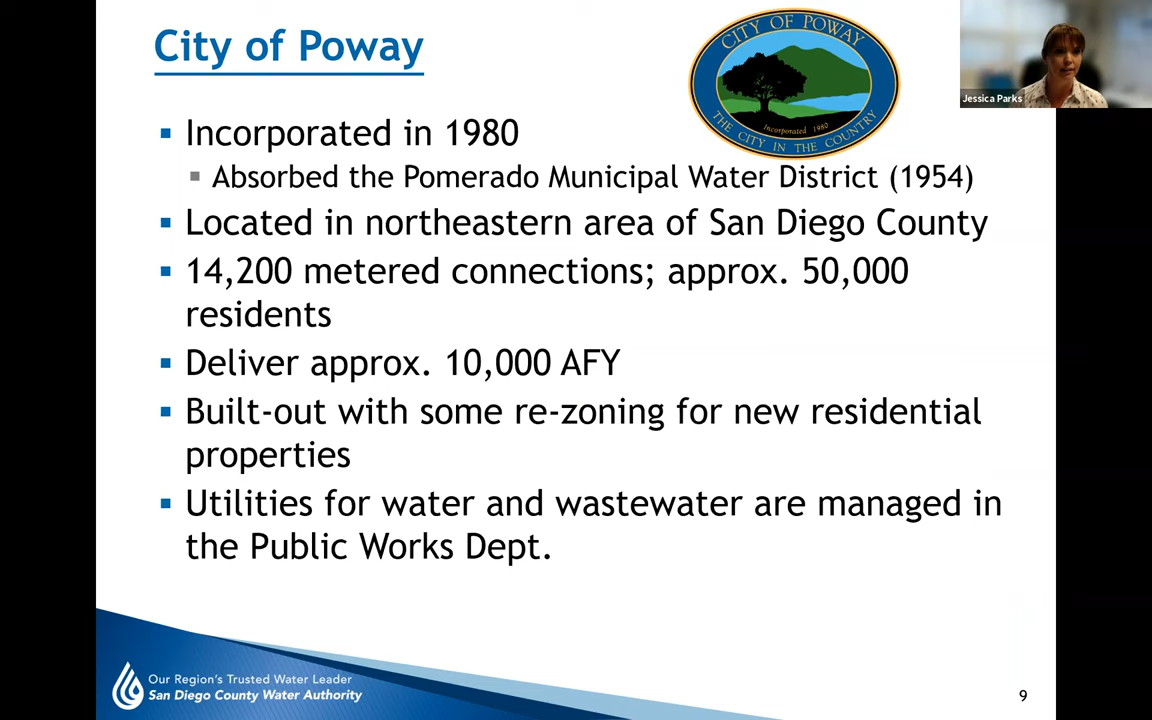 City of Poway
CITY OF POWAY
Incorporated 1980
THE CITY IN THE COUNTRY
Jessica Parks
Incorporated in 1980
Absorbed the Pomerado Municipal Water District (1954)
Located in northeastern area of San Diego County
14,200 metered connections; approx. 50,000
residents
Deliver approx. 10,000 AFY
Built-out with some re-zoning for new residential
properties
Utilities for water and wastewater are managed in
the Public Works Dept.
Our Region's Trusted Water Leader
San Diego County Water Authority
9